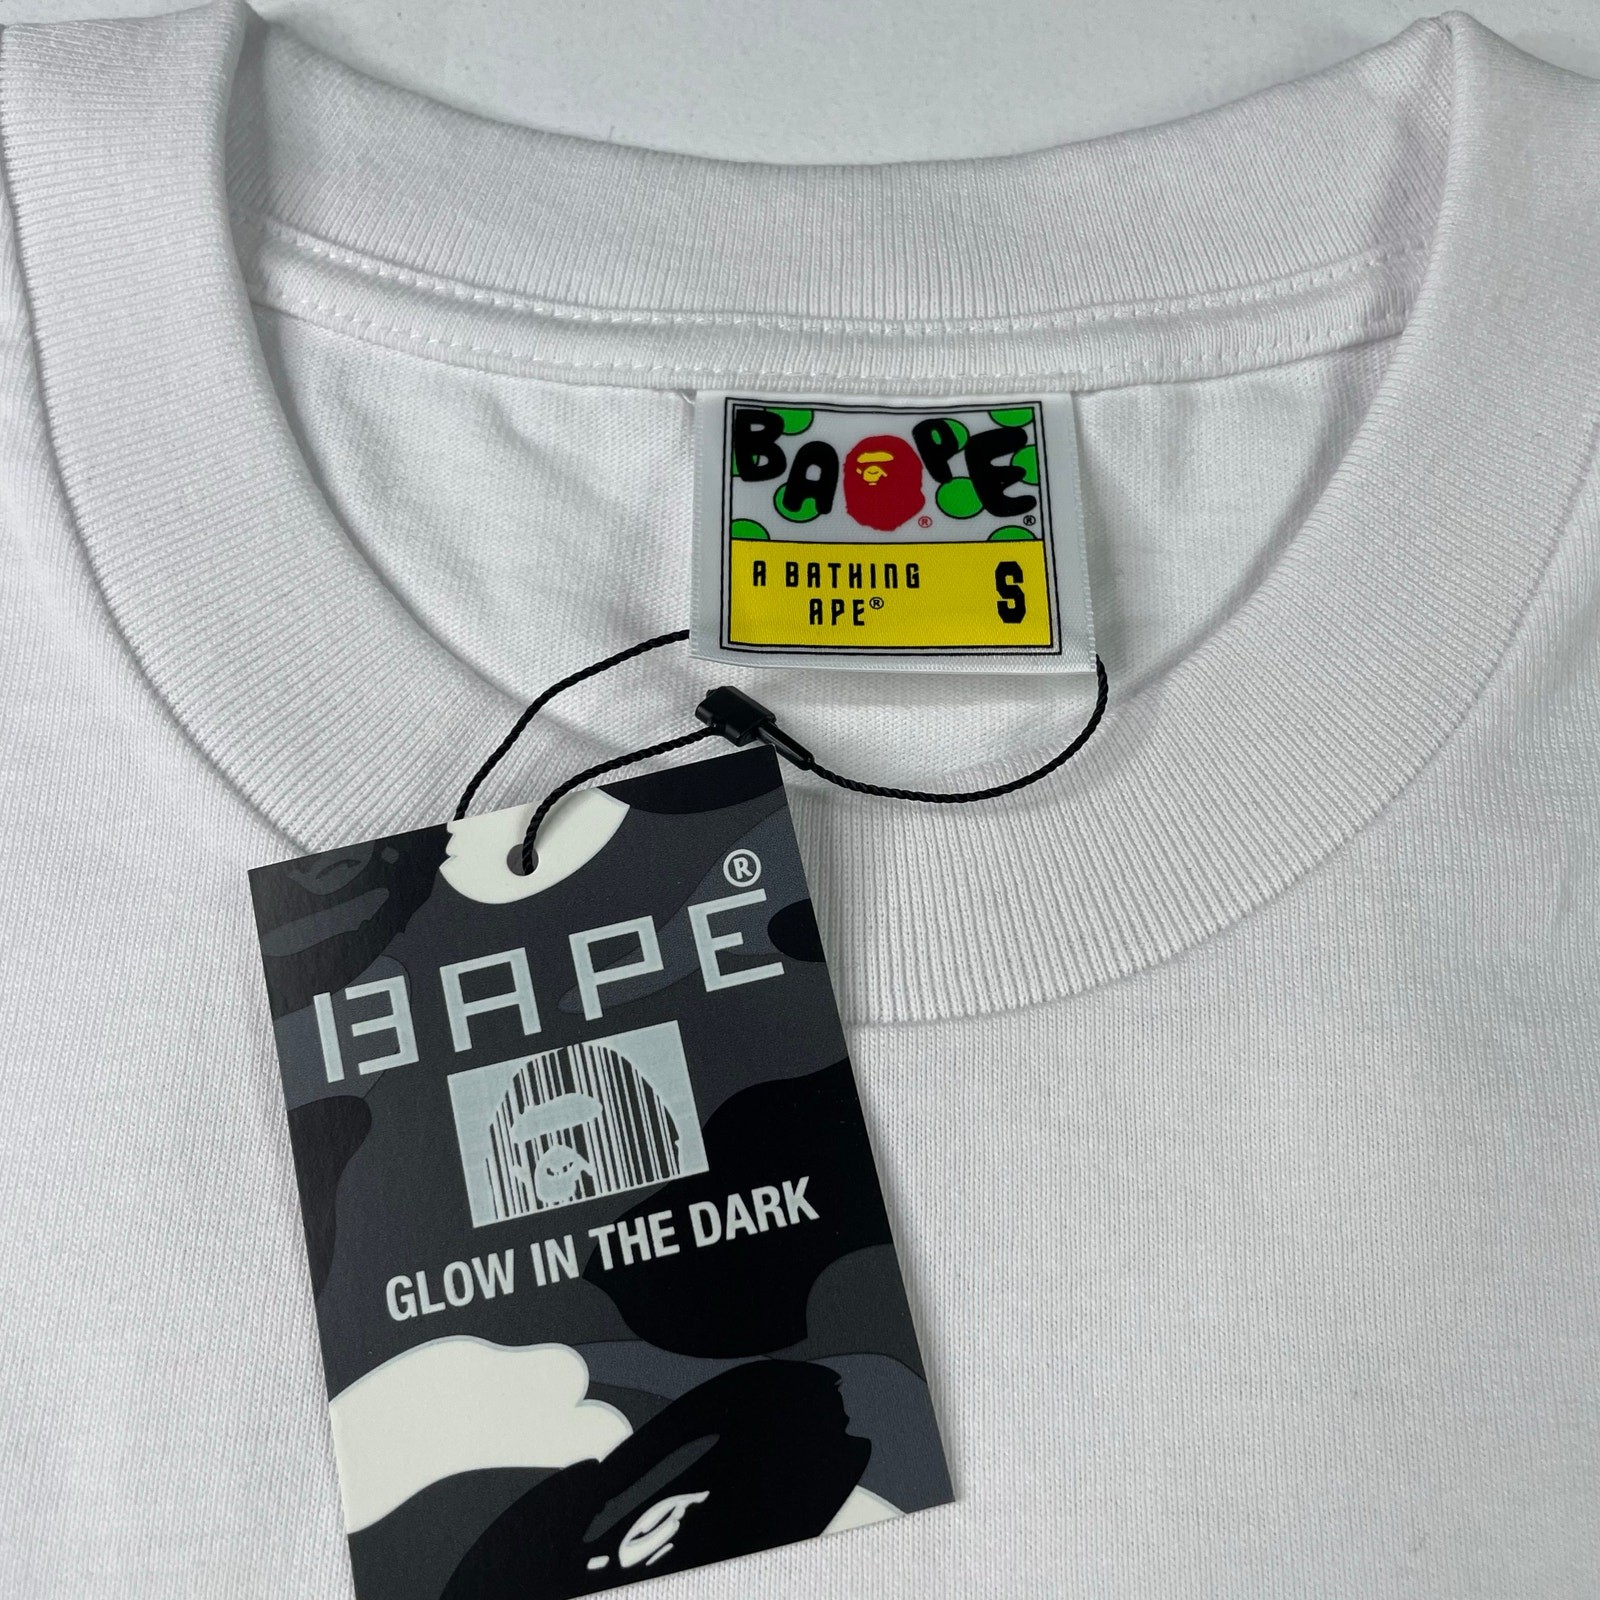 BAPE®
®
A BATHING
APE®
S
BAPE®
GLOW IN THE DARK